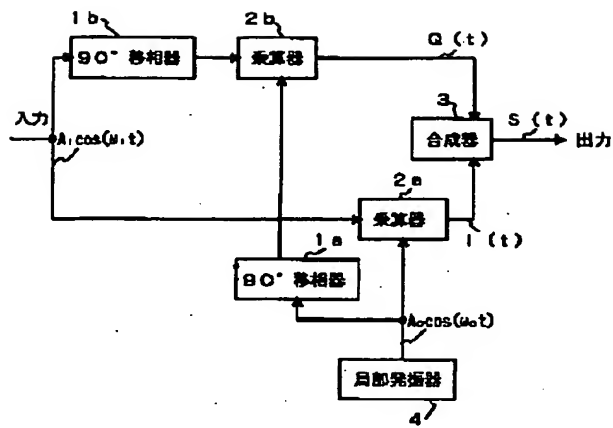 1b
2b
Q(t)
90°移相器
乗算器
3
入力
A₁cos(ω₁t)
合成器
S(t)
出力
2a
乗算器
I(t)
1a
90°移相器
A₀cos(ω₀t)
局部発振器
4